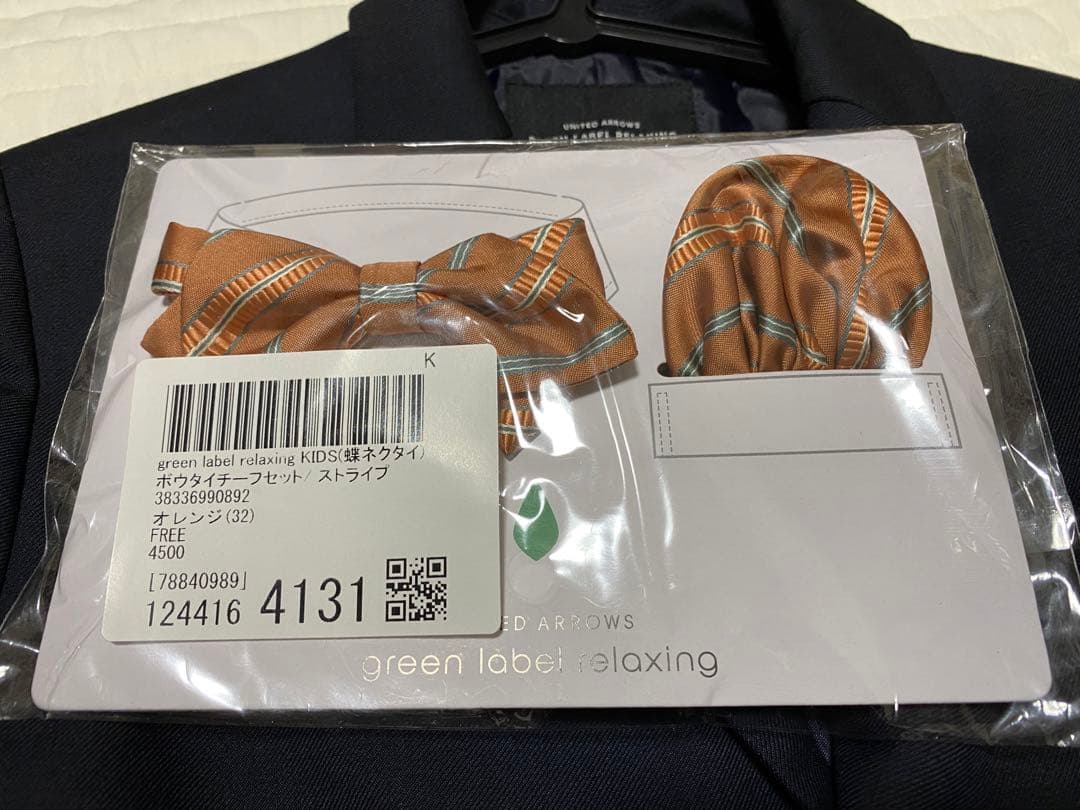 UNITED ARROWS
LABEL RELAXING
K
green label relaxing KIDS(蝶ネクタイ)
ボウタイチーフセット/ ストライプ
38336990892
オレンジ(32)
FREE
4500
[78840989]
124416 4131
ED ARROWS
green label relaxing